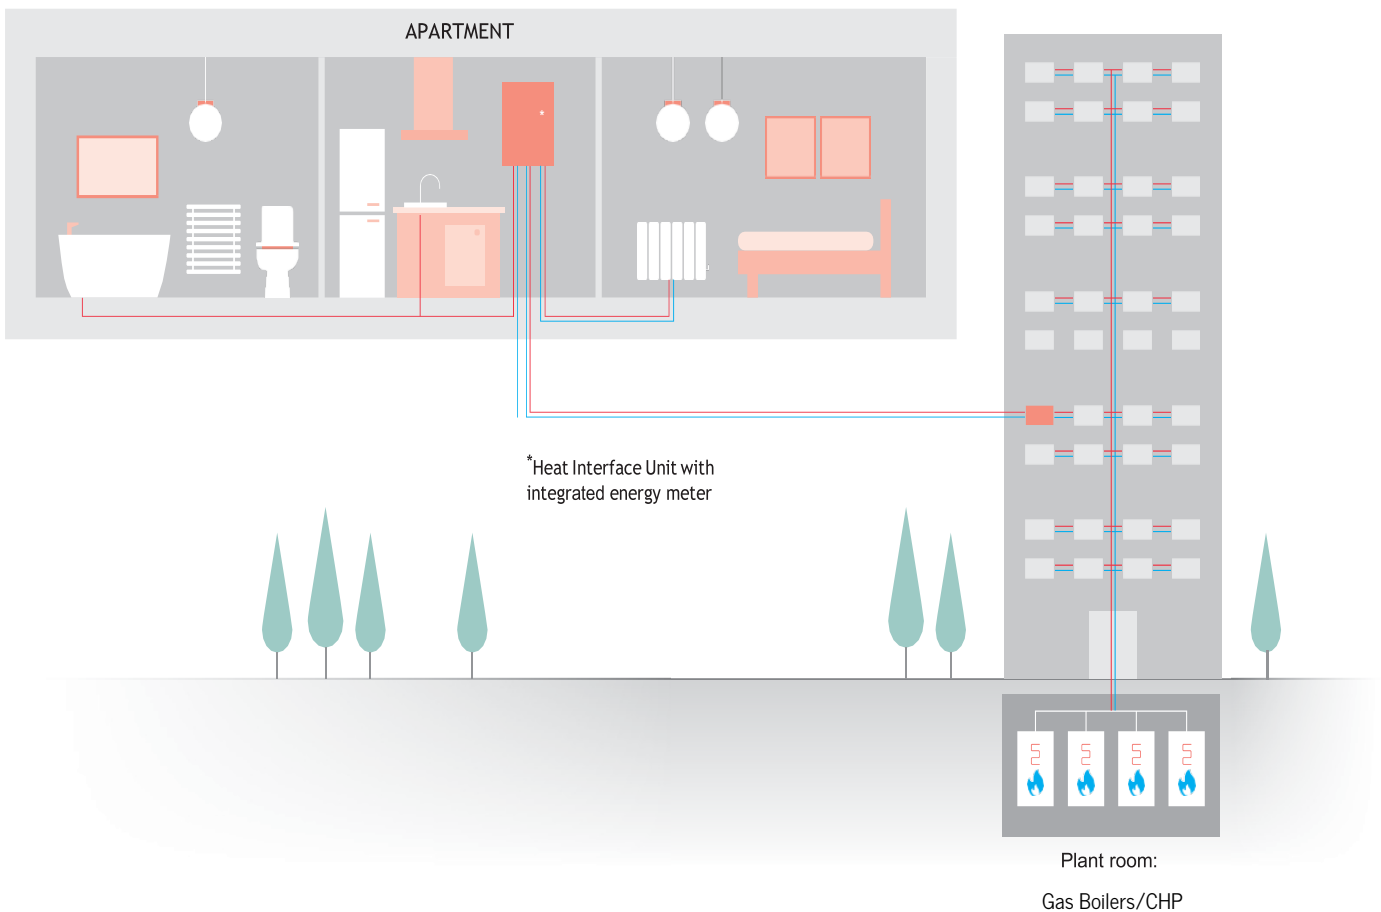 APARTMENT
*
*Heat Interface Unit with
integrated energy meter
Plant room:
Gas Boilers/CHP